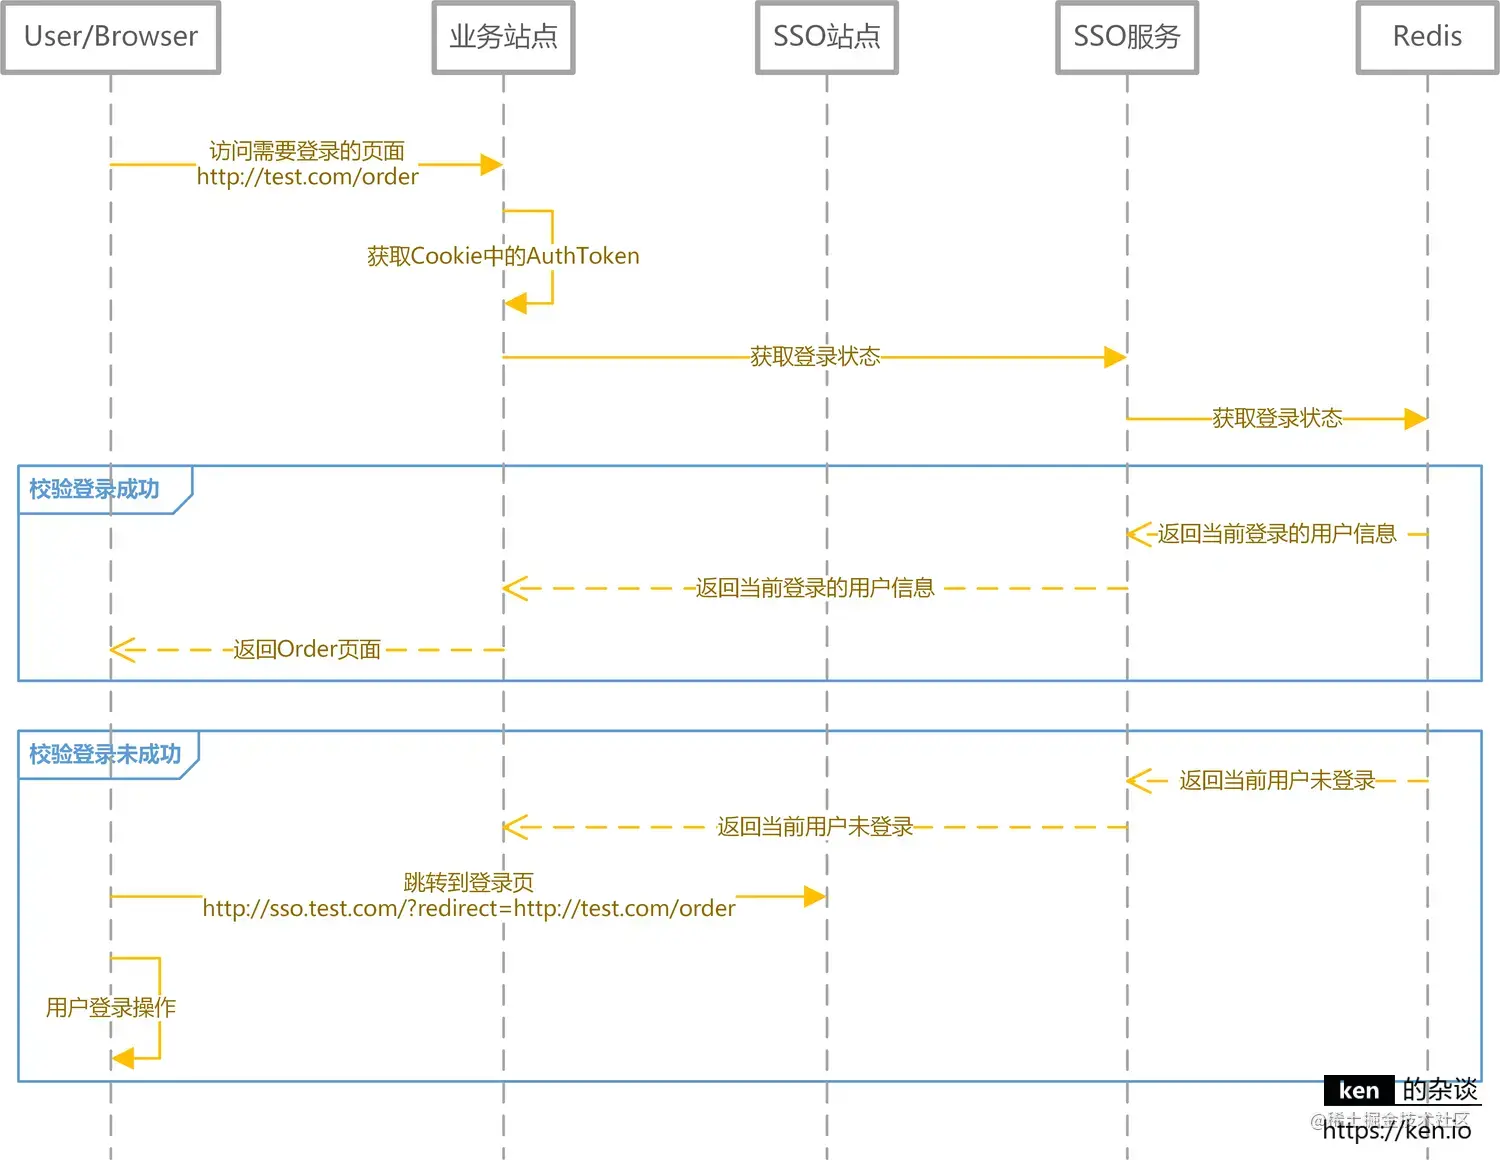 User/Browser
业务站点
SSO站点
SSO服务
Redis
访问需要登录的页面
http://test.com/order
获取Cookie中的AuthToken
获取登录状态
获取登录状态
校验登录成功
返回当前登录的用户信息
返回当前登录的用户信息
返回Order页面
校验登录未成功
返回当前用户未登录
返回当前用户未登录
跳转到登录页
http://sso.test.com/?redirect=http://test.com/order
用户登录操作
ken 的杂谈
@稀土掘金技术社区
https://ken.io